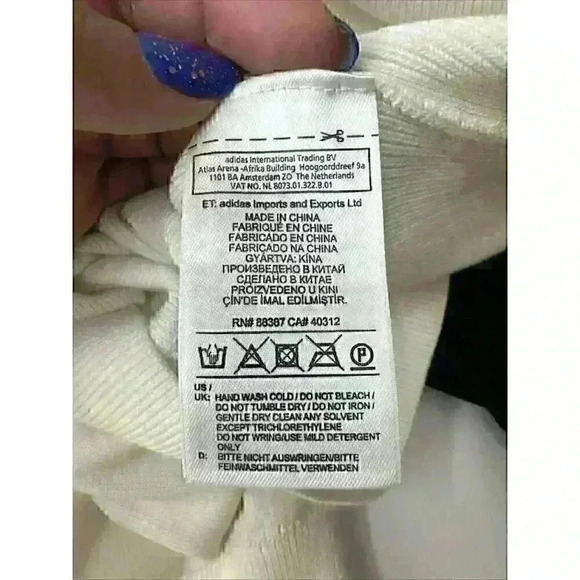 adidas International Trading BV
Atlas Arena -Afrika Building Hoogoorddreef 9a
1101 BA Amsterdam ZO The Netherlands
VAT NO. NL 8073.01.322.B.01
ET: adidas Imports and Exports Ltd
MADE IN CHINA
FABRIQUÉ EN CHINE
FABRICADO EN CHINA
FABRICADO NA CHINA
GYÁRTVA: KÍNA
ПРОИЗВЕДЕНО В КИТАЙ
СДЕЛАНО В КИТАЕ
PROIZVEDENO U KINI
ÇİN'DE İMAL EDİLMİŞTİR.
RN# 88387 CA# 40312
P
US /
UK: HAND WASH COLD / DO NOT BLEACH /
DO NOT TUMBLE DRY / DO NOT IRON /
GENTLE DRY CLEAN ANY SOLVENT
EXCEPT TRICHLORETHYLENE
DO NOT WRING/USE MILD DETERGENT
ONLY
D: BITTE NICHT AUSWRINGEN/BITTE
FEINWASCHMITTEL VERWENDEN